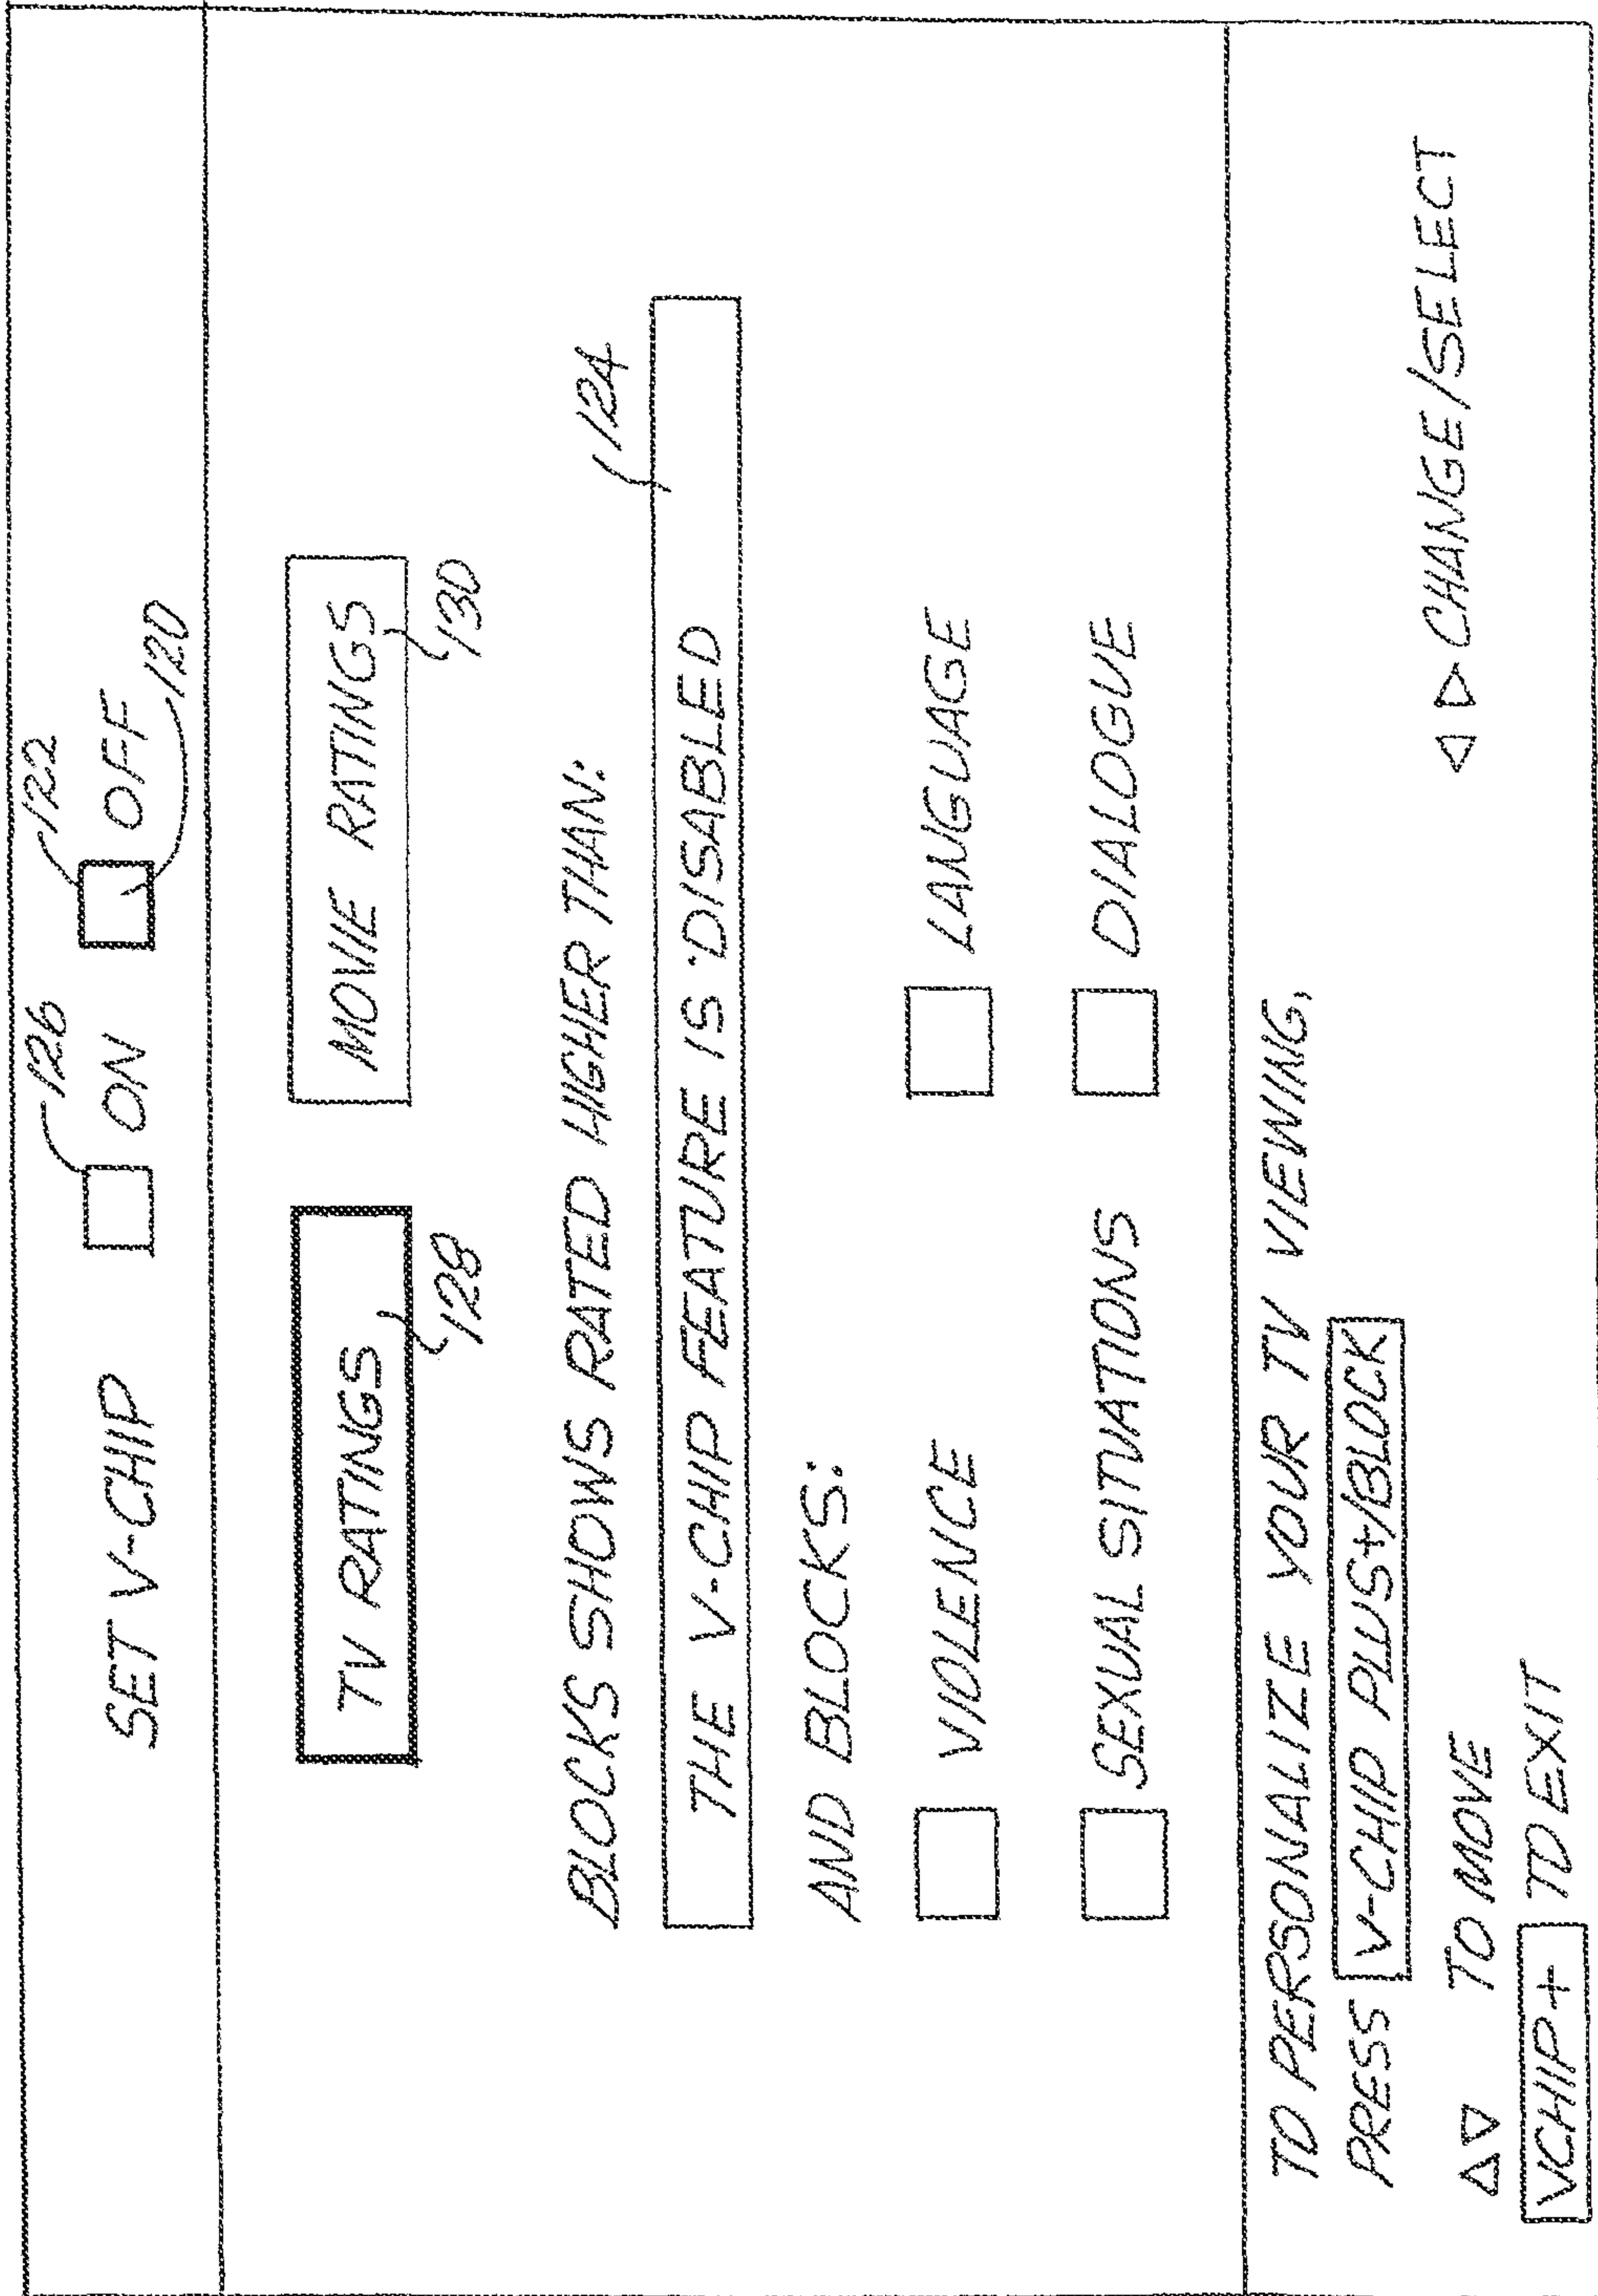 122
126
SET V-CHIP ON OFF
120
TV RATINGS MOVIE RATINGS
128 130
BLOCKS SHOWS RATED HIGHER THAN:
124
THE V-CHIP FEATURE IS DISABLED
AND BLOCKS:
VIOLENCE LANGUAGE
SEXUAL SITUATIONS DIALOGUE
TO PERSONALIZE YOUR TV VIEWING,
PRESS V-CHIP PLUS+/BLOCK
△▽ TO MOVE ◁ ▷ CHANGE/SELECT
VCHIP+ TO EXIT